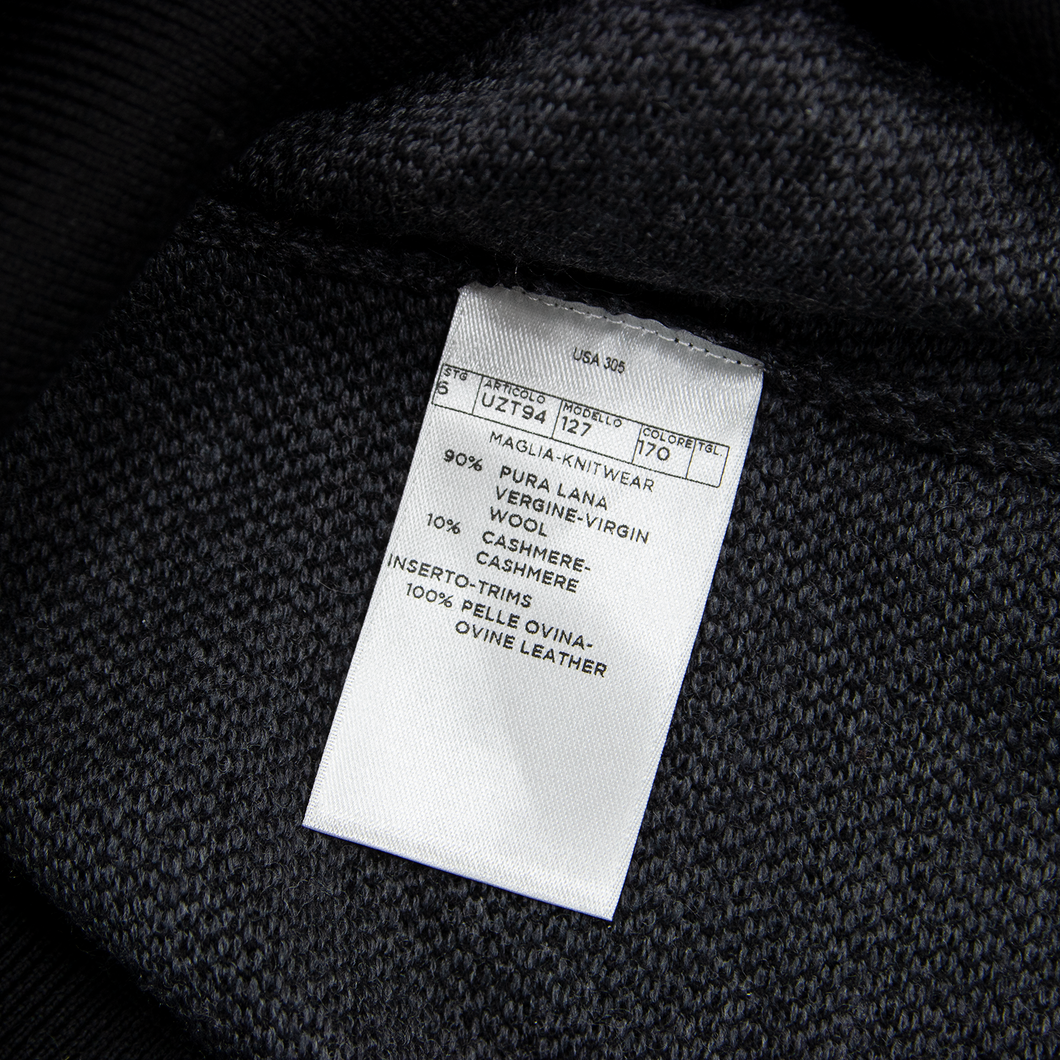 USA 305
STG ARTICOLO MODELLO COLORE TGL.
6 UZT94 127 170
MAGLIA-KNITWEAR
90% PURA LANA
VERGINE-VIRGIN
WOOL
10% CASHMERE-
CASHMERE
INSERTO-TRIMS
100% PELLE OVINA-
OVINE LEATHER